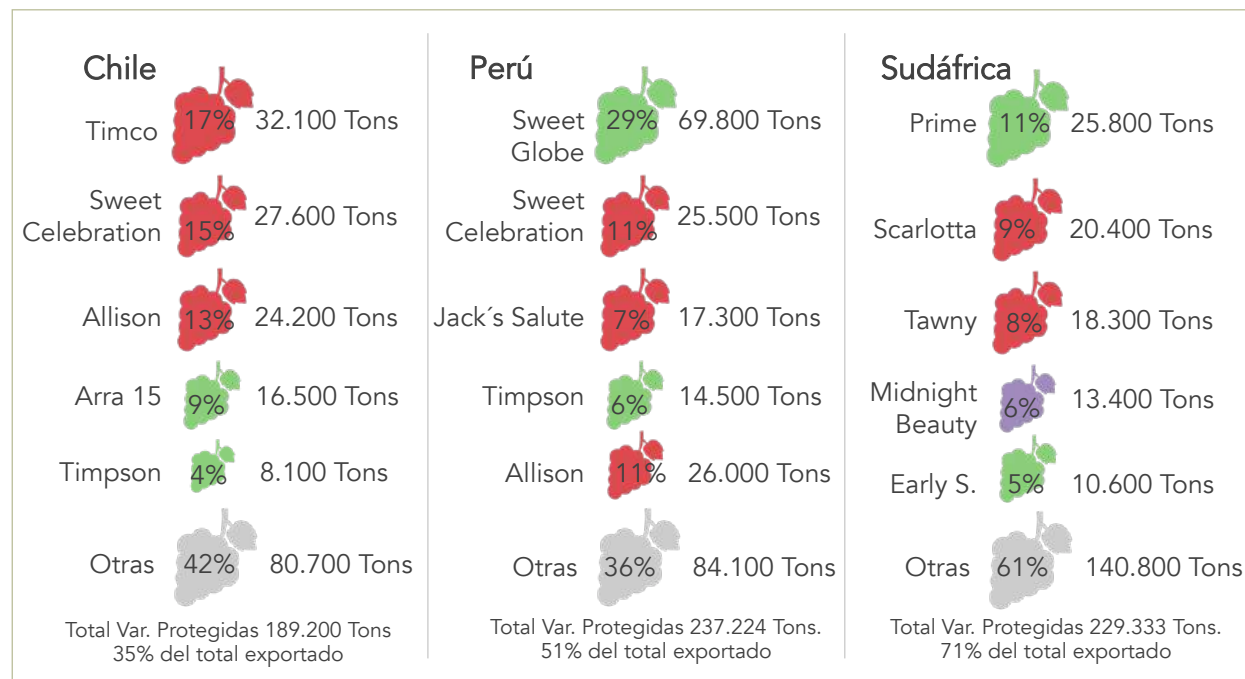 Chile
Timco
17%
32.100 Tons
Sweet
Celebration
15%
27.600 Tons
Allison
13%
24.200 Tons
Arra 15
9%
16.500 Tons
Timpson
4%
8.100 Tons
Otras
42%
80.700 Tons
Total Var. Protegidas 189.200 Tons
35% del total exportado
Perú
Sweet
Globe
29%
69.800 Tons
Sweet
Celebration
11%
25.500 Tons
Jack´s Salute
7%
17.300 Tons
Timpson
6%
14.500 Tons
Allison
11%
26.000 Tons
Otras
36%
84.100 Tons
Total Var. Protegidas 237.224 Tons.
51% del total exportado
Sudáfrica
Prime
11%
25.800 Tons
Scarlotta
9%
20.400 Tons
Tawny
8%
18.300 Tons
Midnight
Beauty
6%
13.400 Tons
Early S.
5%
10.600 Tons
Otras
61%
140.800 Tons
Total Var. Protegidas 229.333 Tons.
71% del total exportado